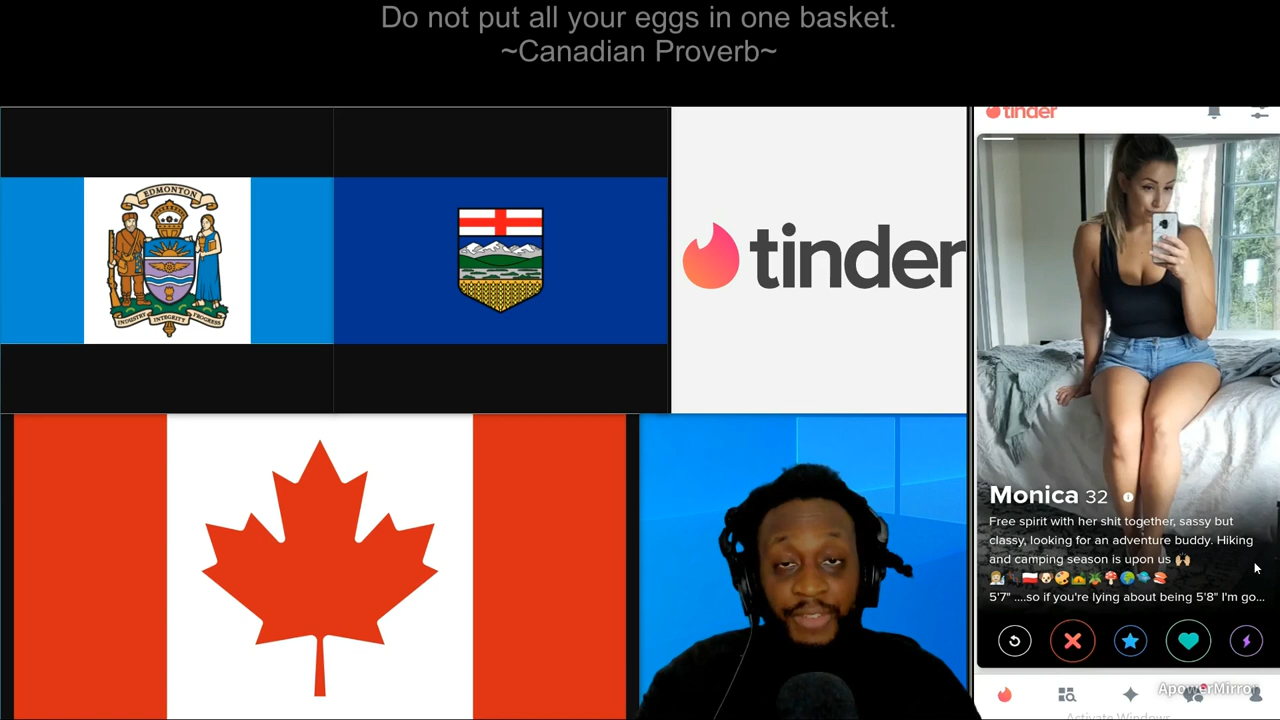 Do not put all your eggs in one basket.
~Canadian Proverb~
EDMONTON
INDUSTRY INTEGRITY PROGRESS
tinder
tinder
Monica 32
Free spirit with her shit together, sassy but
classy, looking for an adventure buddy. Hiking
and camping season is upon us 🙌🏼
5'7" ....so if you're lying about being 5'8" I'm go...
ApowerMirror
Activate Windows